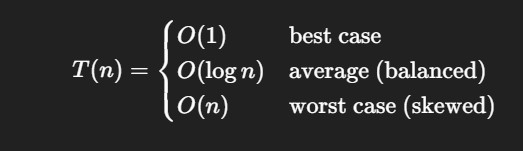 O(1) best case
T(n) = { O(log n) average (balanced)
O(n) worst case (skewed)